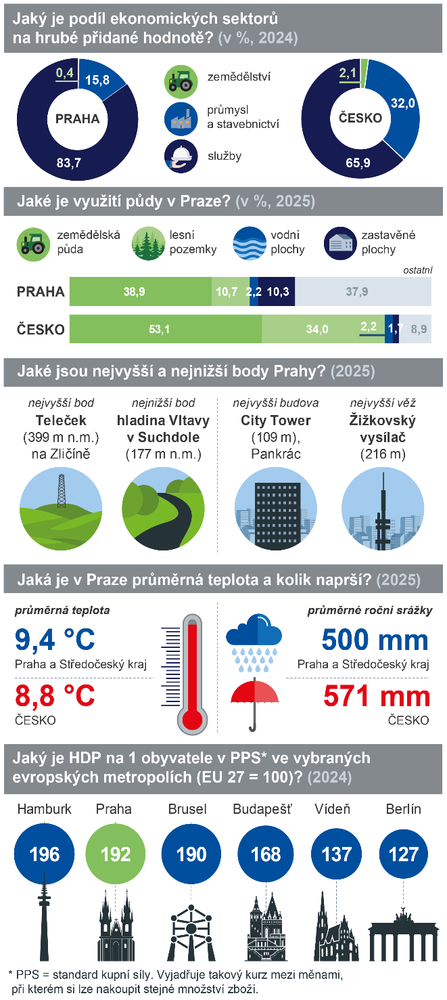 Jaký je podíl ekonomických sektorů
na hrubé přidané hodnotě? (v %, 2024)
0,4
15,8
PRAHA
83,7
zemědělství
průmysl
a stavebnictví
služby
2,1
32,0
ČESKO
65,9
Jaké je využití půdy v Praze? (v %, 2025)
zemědělská
půda
lesní
pozemky
vodní
plochy
zastavěné
plochy
ostatní
PRAHA 38,9 10,7 2,2 10,3 37,9
ČESKO 53,1 34,0 2,2 1,7 8,9
Jaké jsou nejvyšší a nejnižší body Prahy? (2025)
nejvyšší bod
Teleček
(399 m n.m.)
na Zličíně
nejnižší bod
hladina Vltavy
v Suchdole
(177 m n.m.)
nejvyšší budova
City Tower
(109 m),
Pankrác
nejvyšší věž
Žižkovský
vysílač
(216 m)
Jaká je v Praze průměrná teplota a kolik naprší? (2025)
průměrná teplota
9,4 °C
Praha a Středočeský kraj
8,8 °C
ČESKO
průměrné roční srážky
500 mm
Praha a Středočeský kraj
571 mm
ČESKO
Jaký je HDP na 1 obyvatele v PPS* ve vybraných
evropských metropolích (EU 27 = 100)? (2024)
Hamburk Praha Brusel Budapešť Vídeň Berlín
196 192 190 168 137 127
* PPS = standard kupní síly. Vyjadřuje takový kurz mezi měnami,
při kterém si lze nakoupit stejné množství zboží.